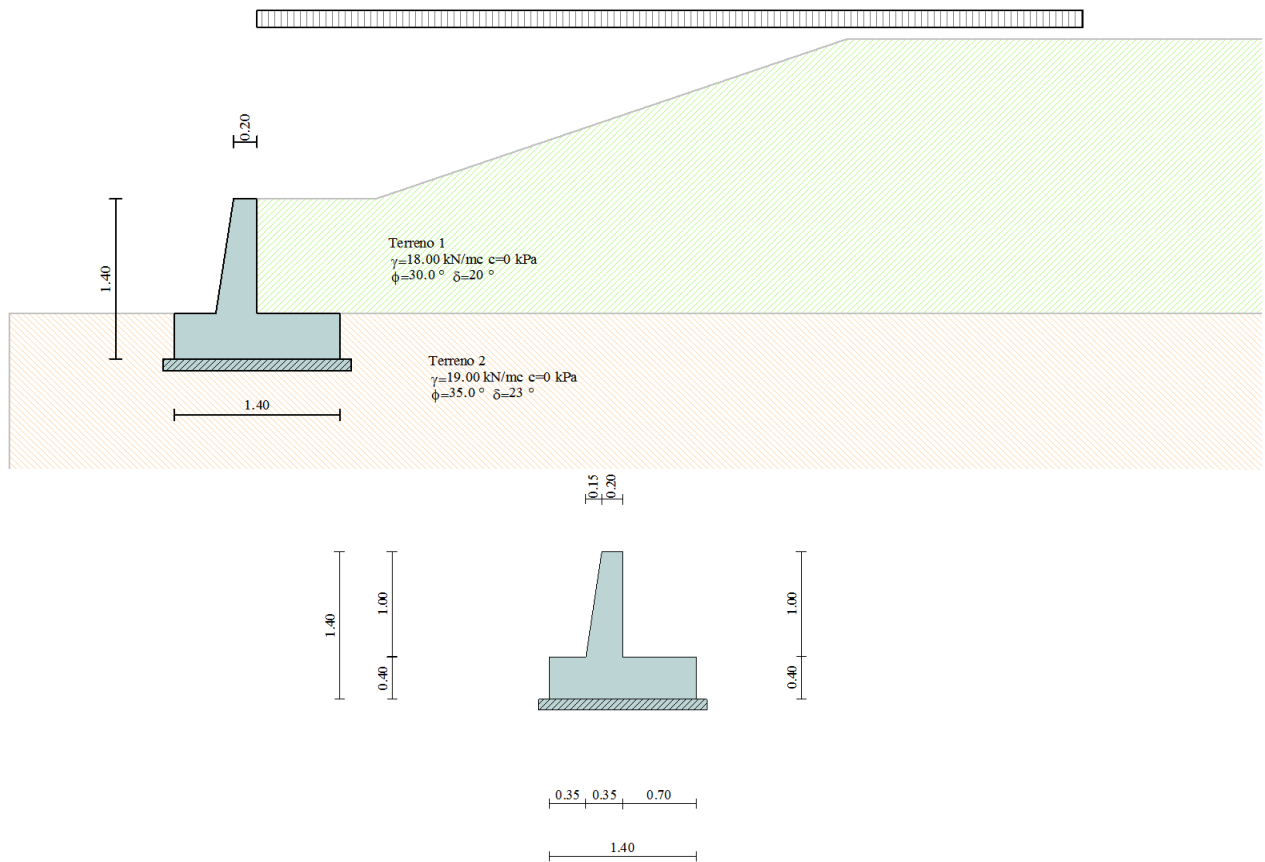 0.20
1.40
Terreno 1
γ=18.00 kN/mc c=0 kPa
ϕ=30.0 ° δ=20 °
Terreno 2
γ=19.00 kN/mc c=0 kPa
ϕ=35.0 ° δ=23 °
1.40
0.15 0.20
1.40
1.00
0.40
1.00
0.40
0.35 0.35 0.70
1.40